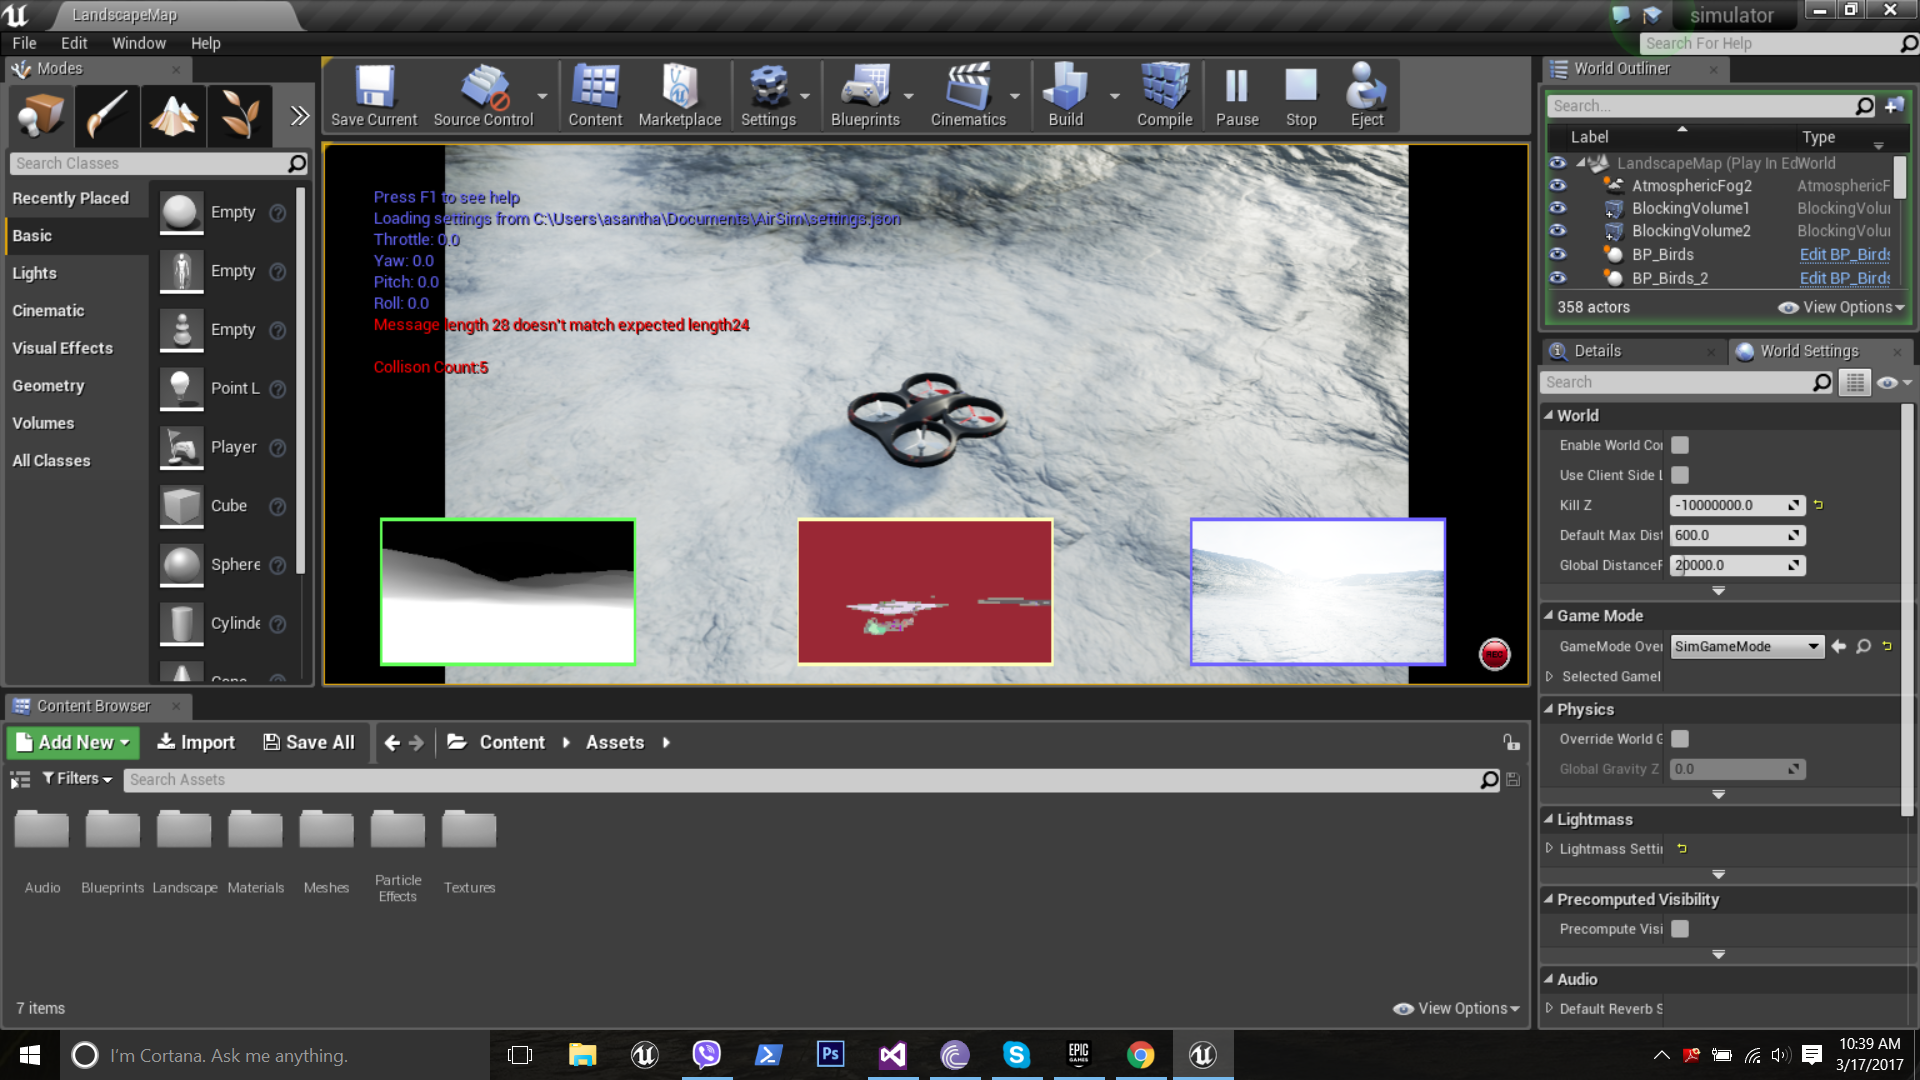 LandscapeMap
simulator
File Edit Window Help
Search For Help
Modes
Search Classes
Recently Placed
Basic
Lights
Cinematic
Visual Effects
Geometry
Volumes
All Classes
Empty
Empty
Empty
Point L
Player
Cube
Sphere
Cylinde
Save Current
Source Control
Content
Marketplace
Settings
Blueprints
Cinematics
Build
Compile
Pause
Stop
Eject
Press F1 to see help
Loading settings from C:\Users\asantha\Documents\AirSim\settings.json
Throttle: 0.0
Yaw: 0.0
Pitch: 0.0
Roll: 0.0
Message length 28 doesn't match expected length24
Collison Count:5
REC
World Outliner
Search...
Label Type
LandscapeMap (Play In Ed World
AtmosphericFog2 AtmosphericF
BlockingVolume1 BlockingVolu
BlockingVolume2 BlockingVolu
BP_Birds Edit BP_Birds
BP_Birds_2 Edit BP_Birds
358 actors View Options
Details World Settings
Search
World
Enable World Co
Use Client Side L
Kill Z -10000000.0
Default Max Dist 600.0
Global DistanceF 20000.0
Game Mode
GameMode Over SimGameMode
Selected GameI
Physics
Override World G
Global Gravity Z 0.0
Lightmass
Lightmass Settin
Precomputed Visibility
Precompute Visi
Audio
Default Reverb S
Content Browser
Add New Import Save All Content Assets
Filters Search Assets
Audio
Blueprints
Landscape
Materials
Meshes
Particle
Effects
Textures
7 items
View Options
I'm Cortana. Ask me anything.
Ps
EPIC
GAMES
10:39 AM
3/17/2017